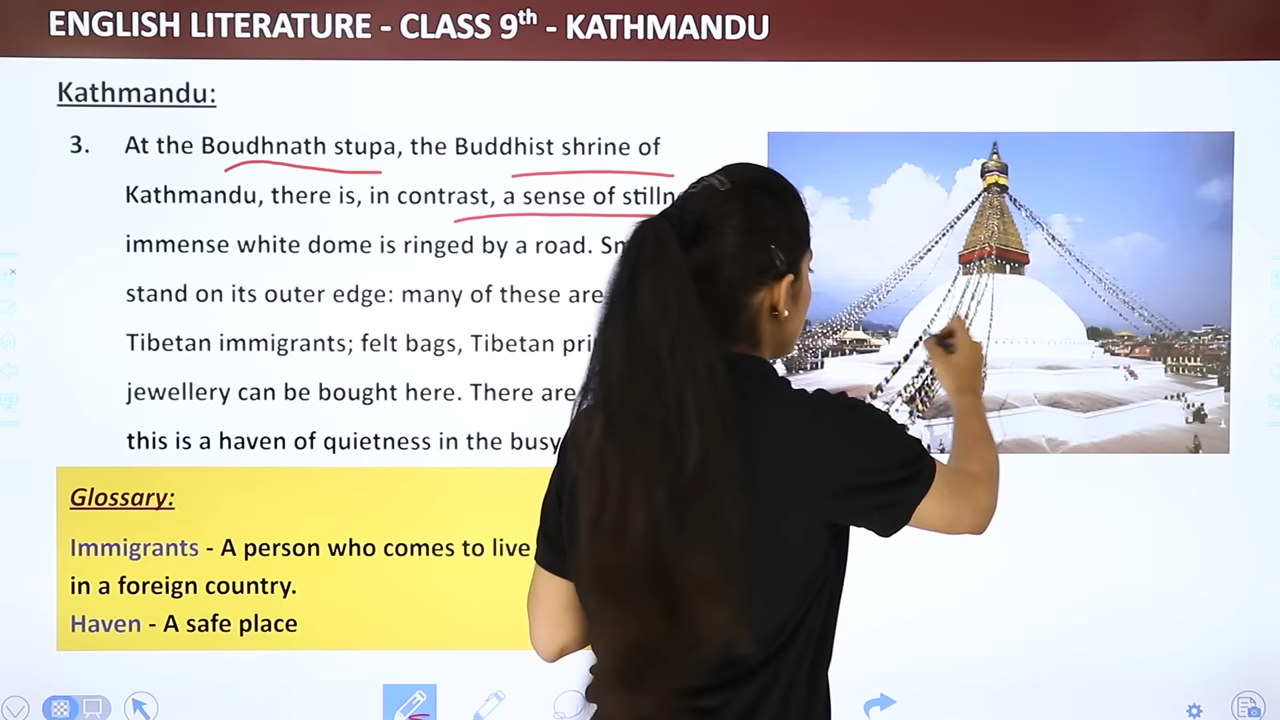 ENGLISH LITERATURE - CLASS 9th - KATHMANDU
Kathmandu:
3. At the Boudhnath stupa, the Buddhist shrine of
Kathmandu, there is, in contrast, a sense of
immense white dome is ringed by a road.
stand on its outer edge: many of these are
Tibetan immigrants; felt bags, Tibetan
jewellery can be bought here. There are
this is a haven of quietness in the busy
Glossary:
Immigrants - A person who comes to live
in a foreign country.
Haven - A safe place